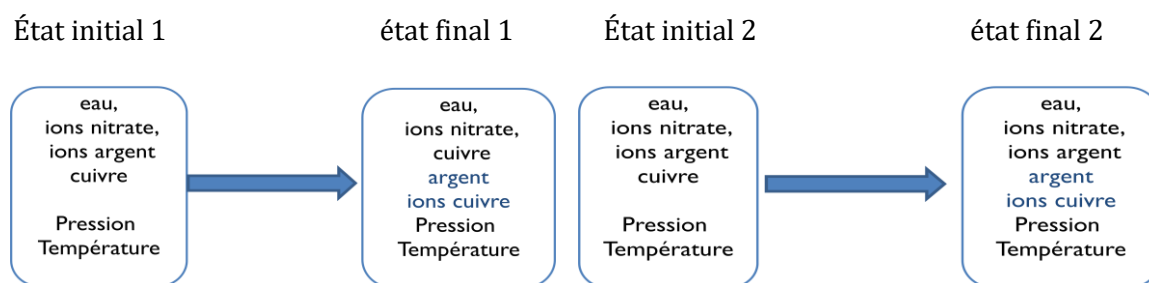 État initial 1
état final 1
État initial 2
état final 2
eau,
ions nitrate,
ions argent
cuivre
Pression
Température
eau,
ions nitrate,
cuivre
argent
ions cuivre
Pression
Température
eau,
ions nitrate,
ions argent
cuivre
Pression
Température
eau,
ions nitrate,
ions argent
argent
ions cuivre
Pression
Température